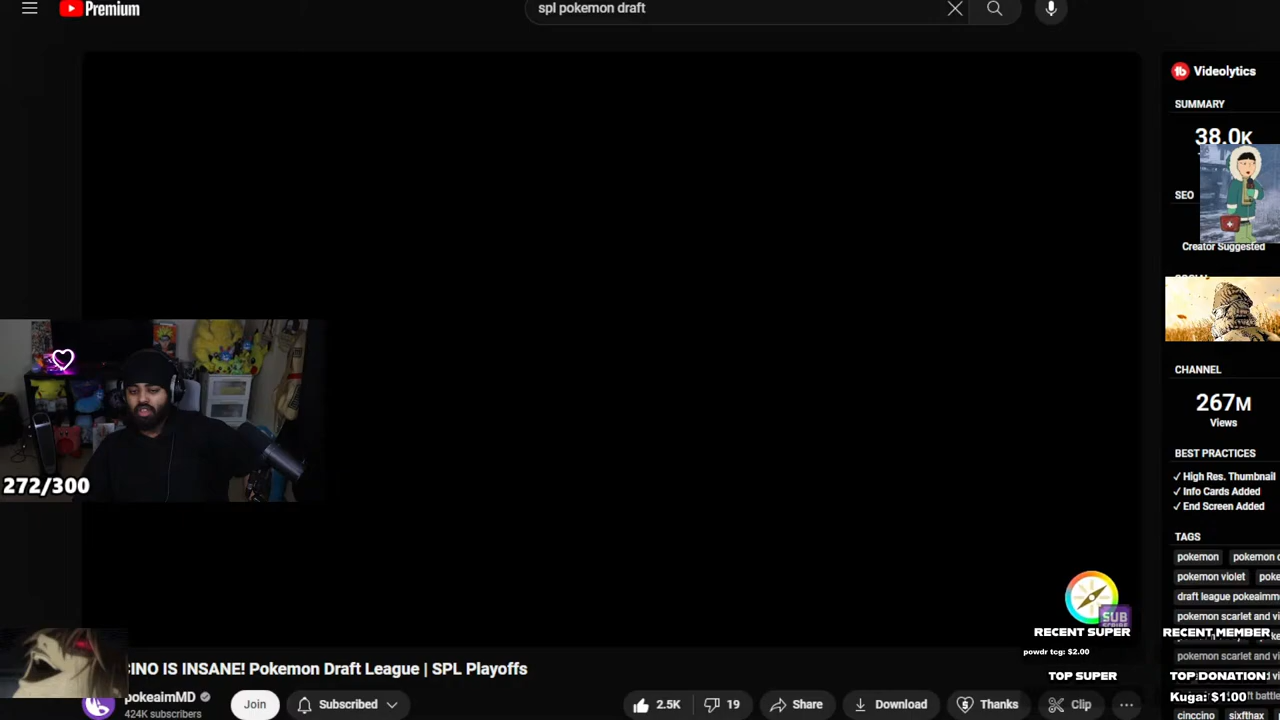 Premium
spl pokemon draft
Videolytics
SUMMARY
38.0K
SEO
Creator Suggested
CHANNEL
267M
Views
BEST PRACTICES
✓ High Res. Thumbnail
✓ Info Cards Added
✓ End Screen Added
TAGS
pokemon
pokemon violet
draft league pokeaimm
pokemon scarlet and vi
pokemon scarlet and vi
draft battle
cinccino sixfthax
272/300
SUB
RECENT SUPER
powdr tcg: $2.00
TOP SUPER
RECENT MEMBER
TOP DONATION:
Kuga: $1.00
CINO IS INSANE! Pokemon Draft League | SPL Playoffs
pokeaimMD
424K subscribers
Join
Subscribed
2.5K
19
Share
Download
Thanks
Clip